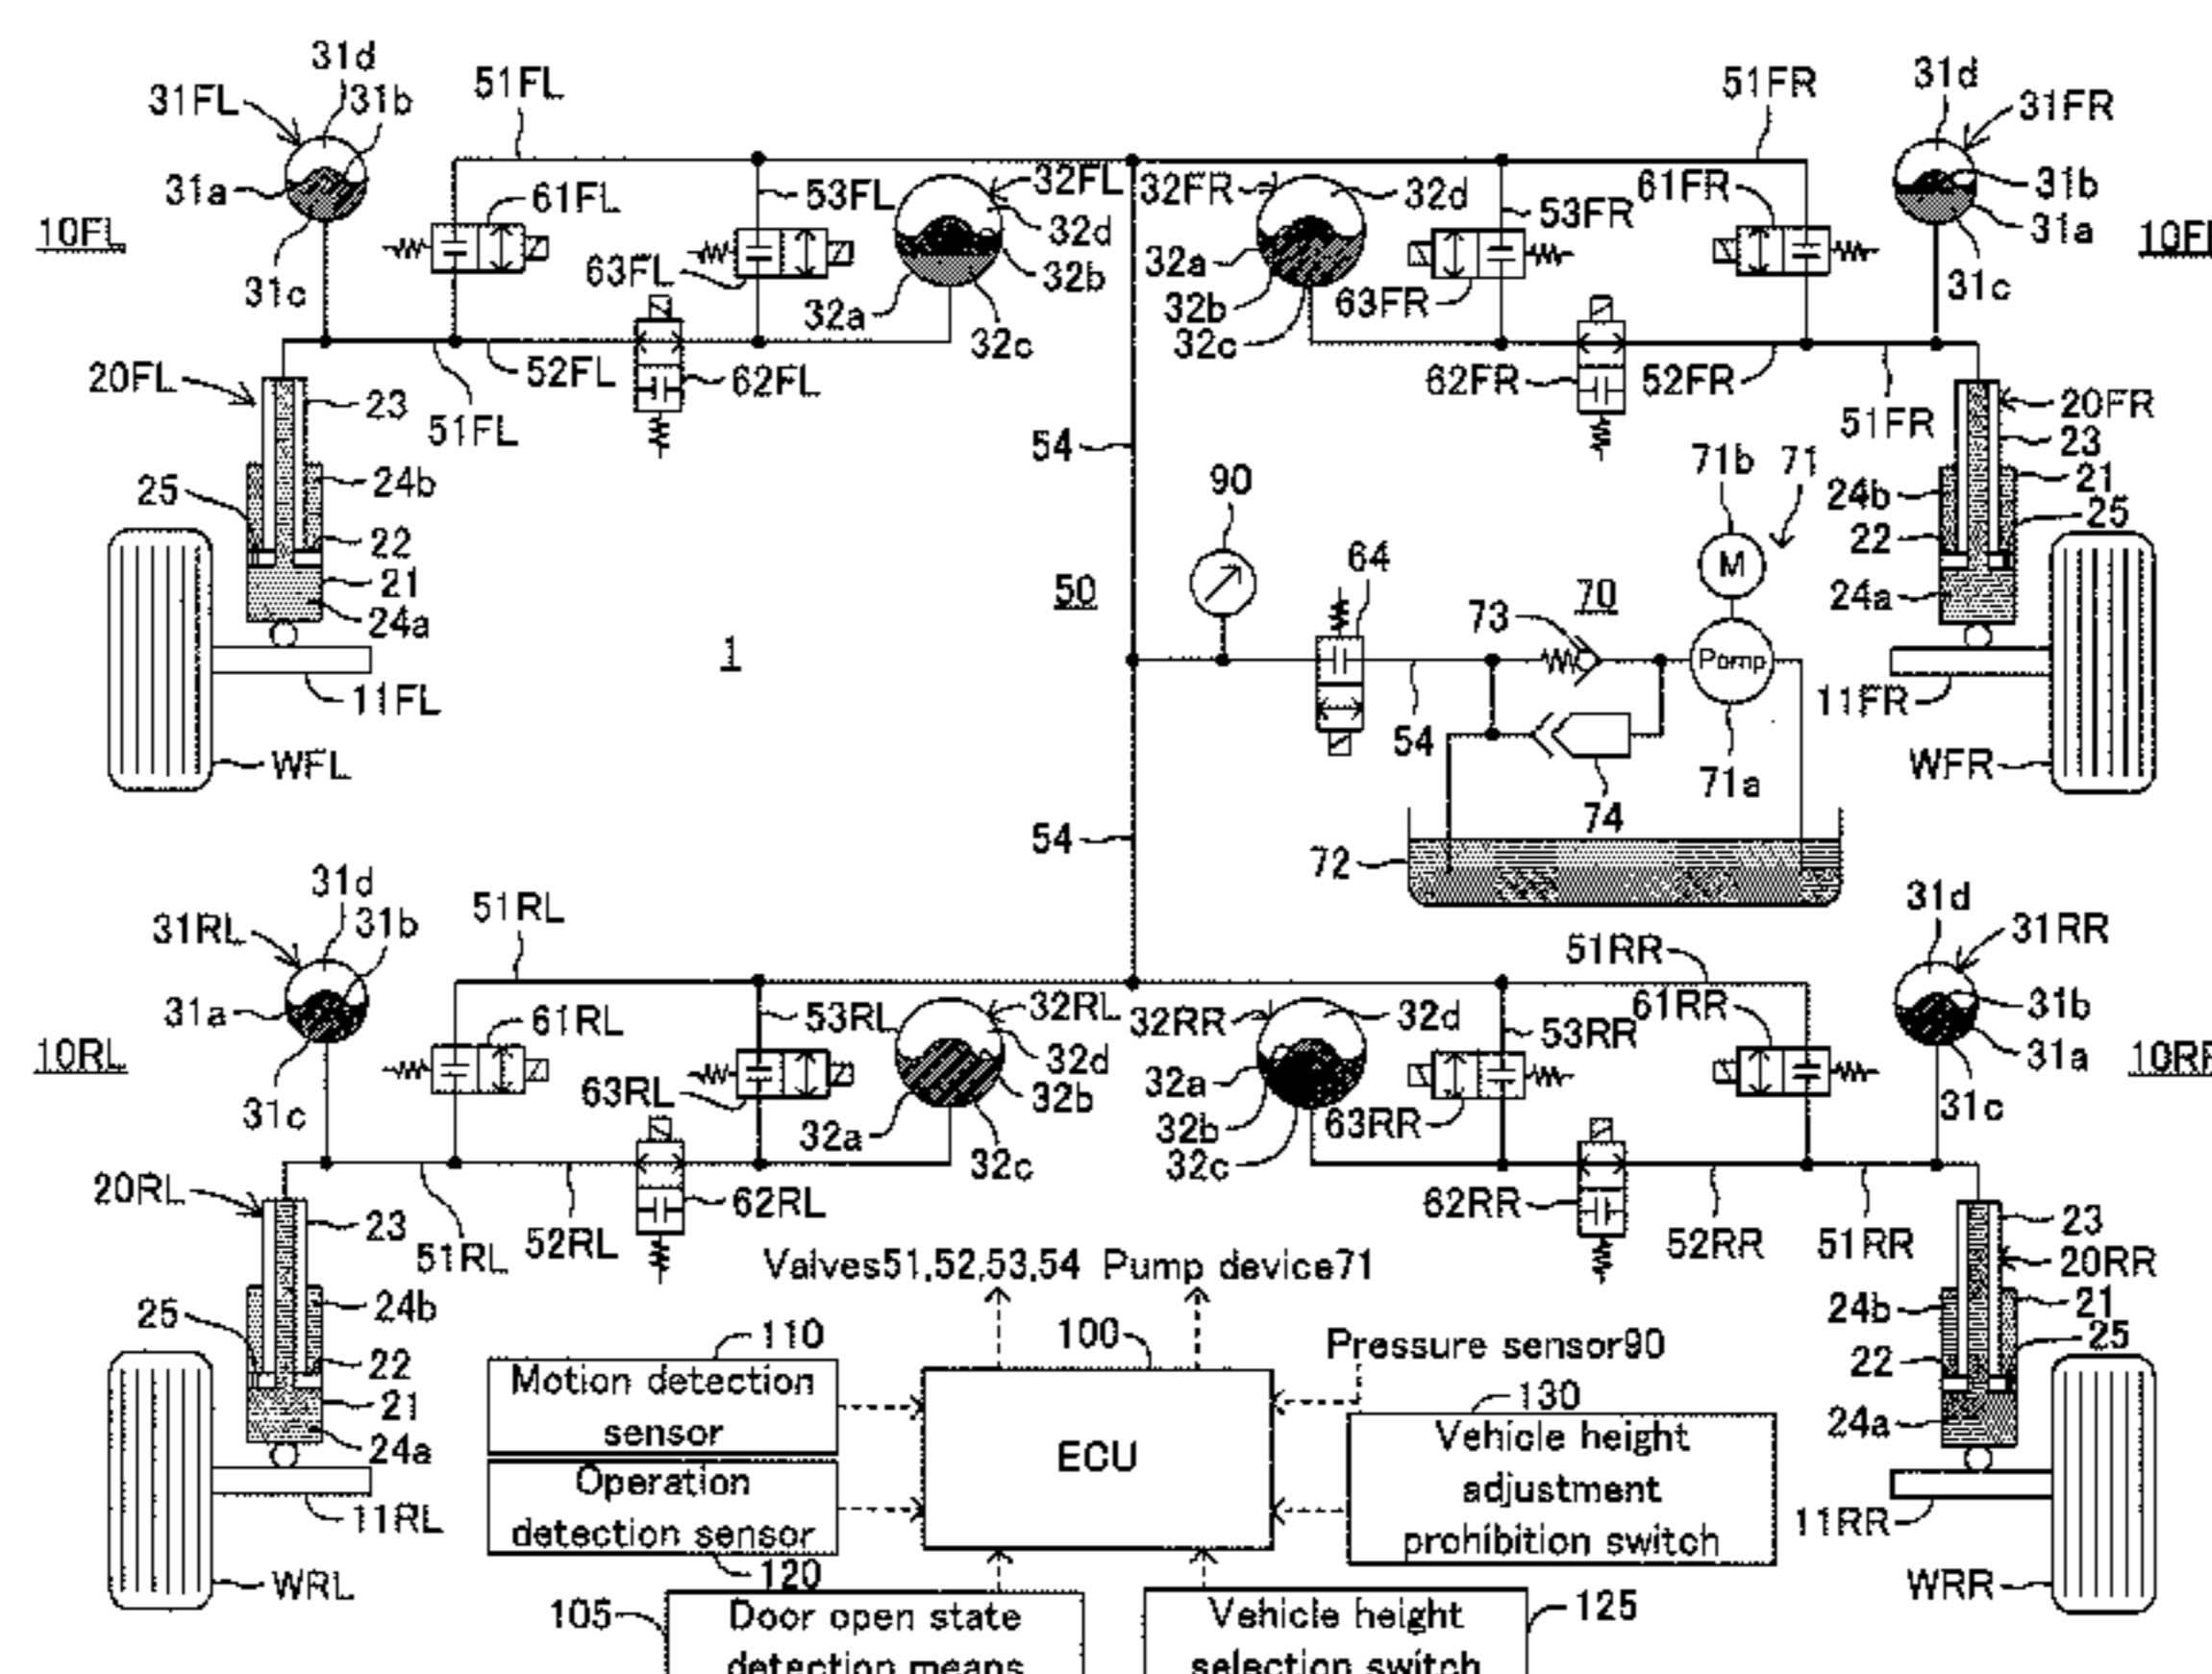 31d
31FL
31b
51FL
31a
61FL
53FL
32FL
32d
10FL
31c
63FL
32b
32a
32c
20FL
23
51FL
52FL
62FL
25
24b
22
21
24a
11FL
WFL
51FR
31d
31FR
32FR
32d
53FR
61FR
31b
31a
32a
32b
32c
63FR
31c
62FR
52FR
51FR
20FR
23
24b
21
22
25
24a
11FR
WFR
54
90
50
64
71b
71
M
73
70
Pomp
54
71a
74
54
72
1
31d
31RL
31b
51RL
31a
61RL
53RL
32RL
32d
10RL
31c
63RL
32b
32a
32c
20RL
23
51RL
52RL
62RL
25
24b
22
21
24a
11RL
WRL
31d
51RR
31RR
32RR
32d
53RR
61RR
31b
31a
32a
32b
32c
63RR
31c
62RR
52RR
51RR
23
20RR
24b
21
22
25
24a
11RR
WRR
Valves51,52,53,54 Pump device71
110
100
Pressure sensor90
Motion detection
sensor
130
Vehicle height
adjustment
prohibition switch
ECU
Operation
detection sensor
120
105
Door open state
detection means
Vehicle height
selection switch
125